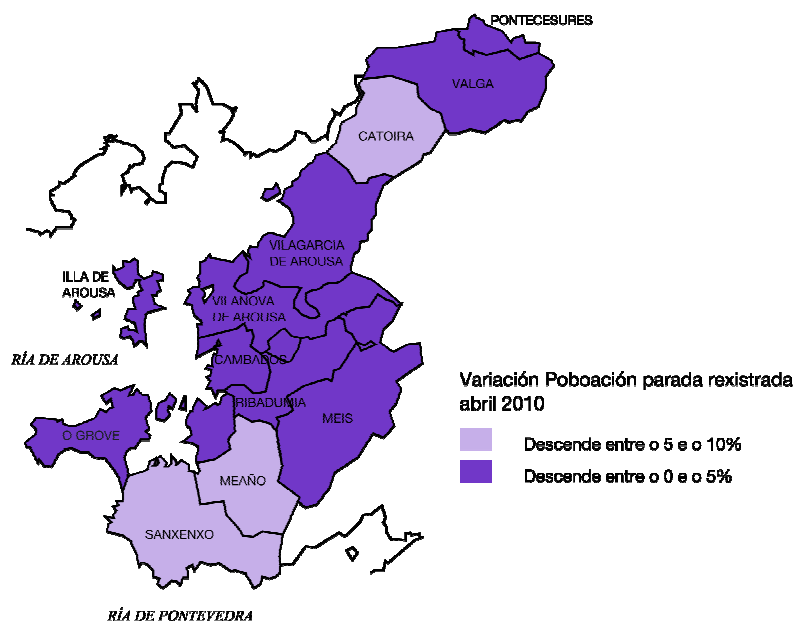 PONTECESURES
VALGA
CATOIRA
VILAGARCIA
DE AROUSA
ILLA DE
AROUSA
VILANOVA
DE AROUSA
RÍA DE AROUSA
CAMBADOS
RIBADUMIA
MEIS
O GROVE
MEAÑO
SANXENXO
RÍA DE PONTEVEDRA
Variación Poboación parada rexistrada
abril 2010
Descende entre o 5 e o 10%
Descende entre o 0 e o 5%